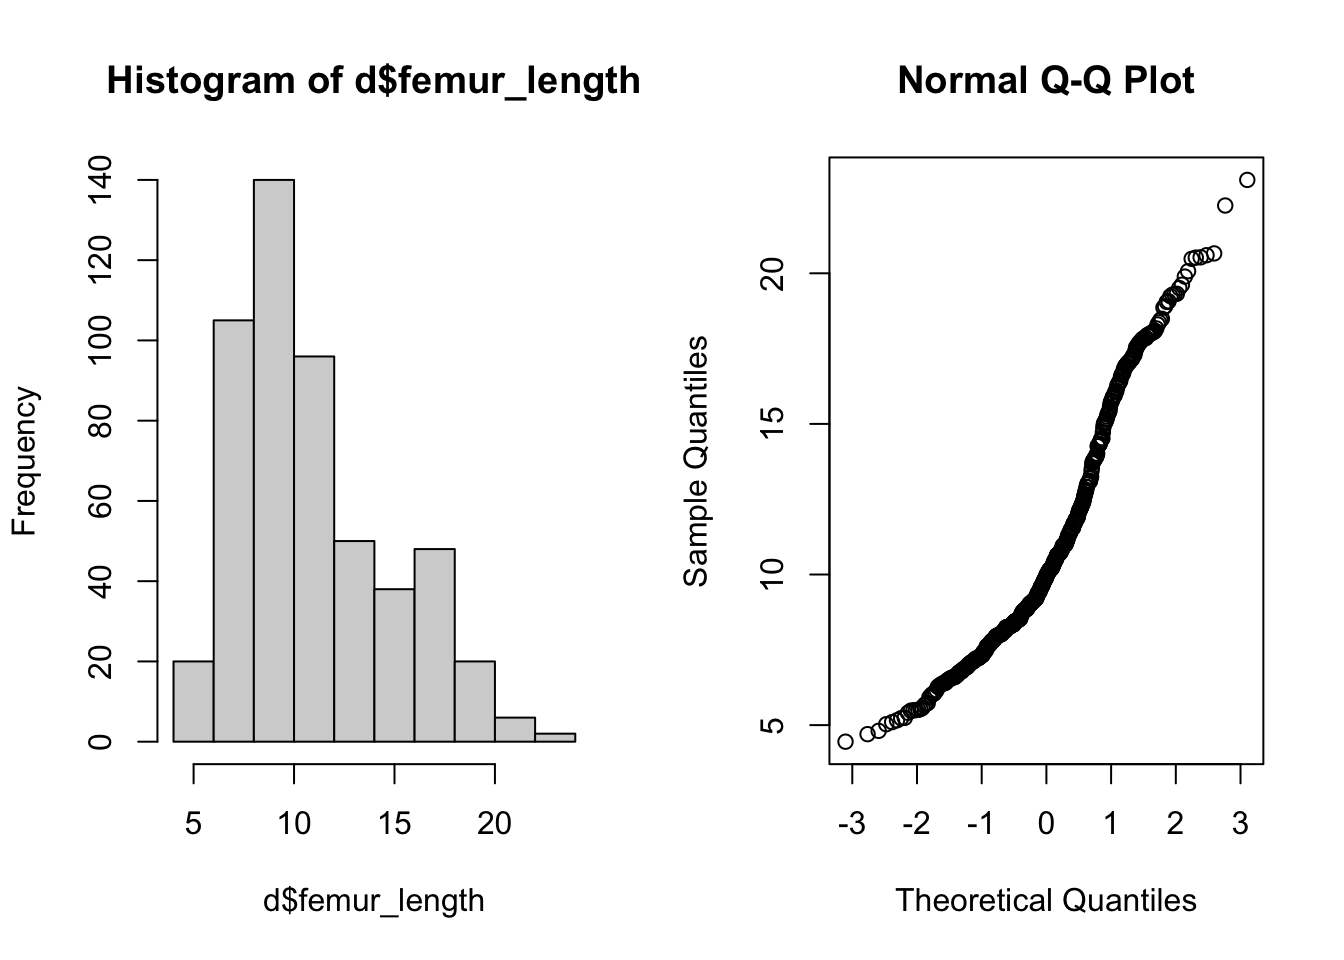 Histogram of d$femur_length
Frequency
0 20 40 60 80 100 120 140
5 10 15 20
d$femur_length
Normal Q-Q Plot
Sample Quantiles
5 10 15 20
-3 -2 -1 0 1 2 3
Theoretical Quantiles